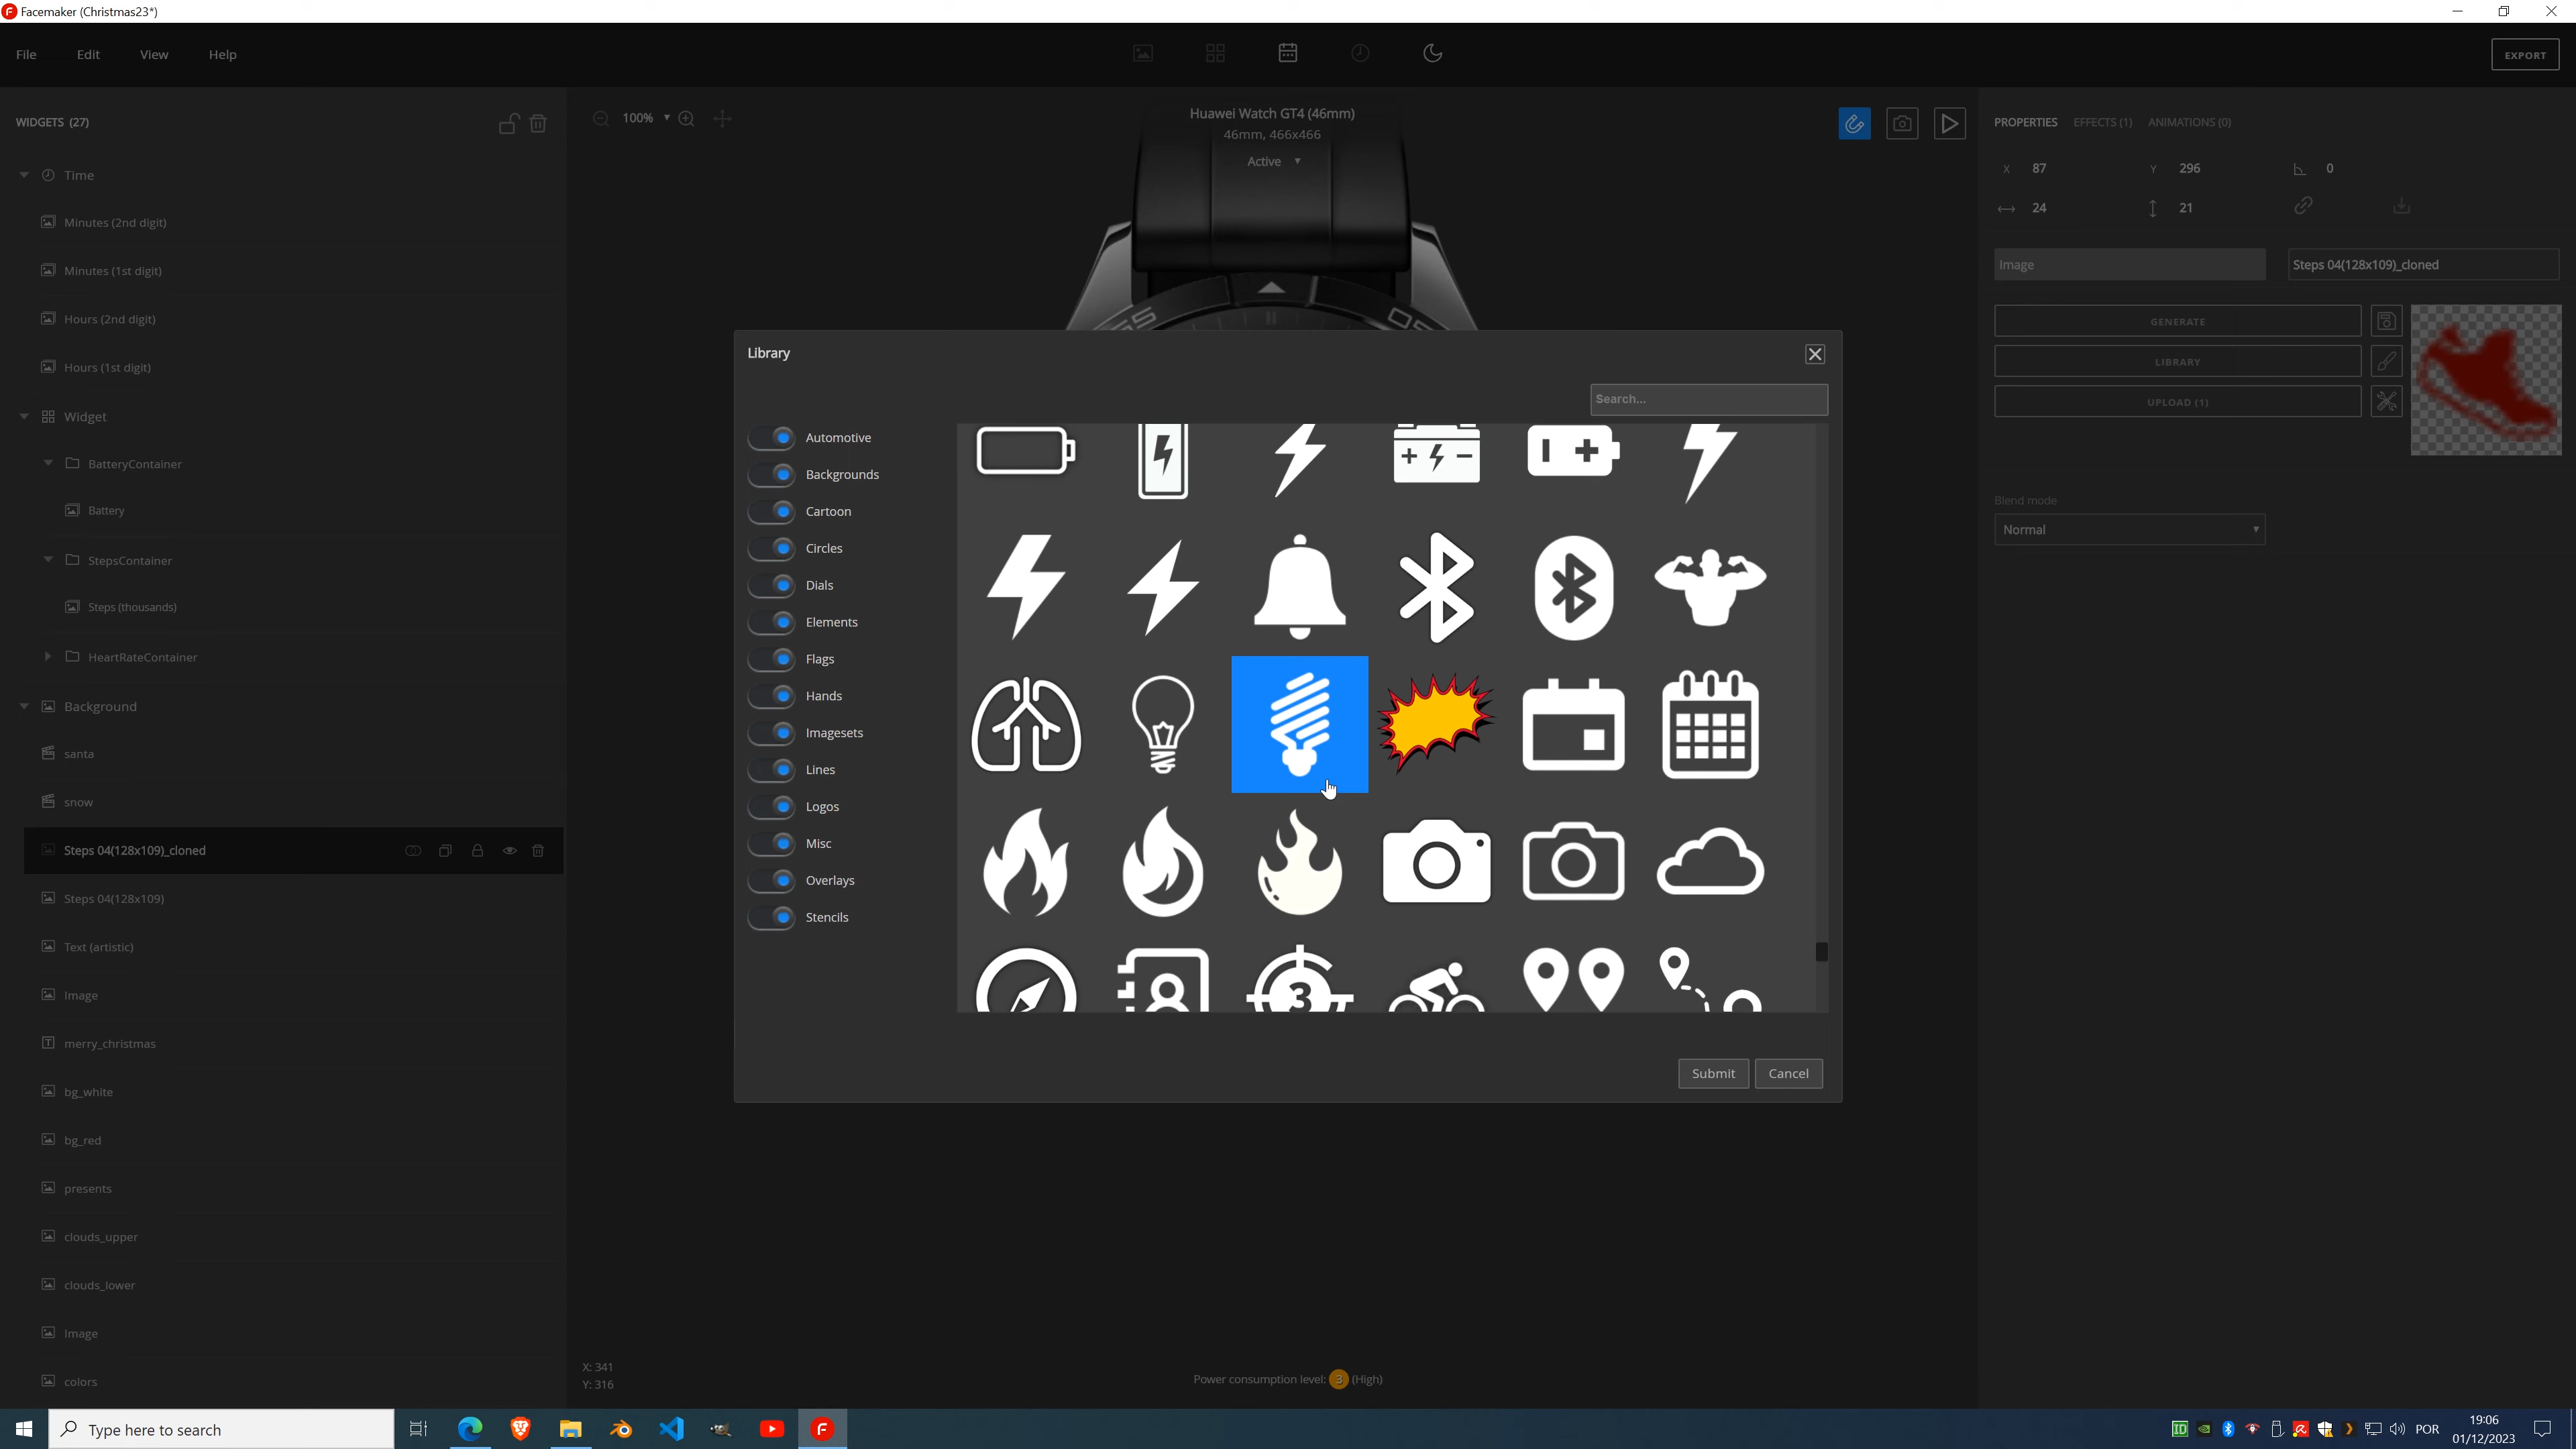 Facemaker (Christmas23*)
File Edit View Help
EXPORT
WIDGETS (27)
Time
Minutes (2nd digit)
Minutes (1st digit)
Hours (2nd digit)
Hours (1st digit)
Widget
BatteryContainer
Battery
StepsContainer
Steps (thousands)
HeartRateContainer
Background
santa
snow
Steps 04(128x109)_cloned
Steps 04(128x109)
Text (artistic)
Image
merry_christmas
bg_white
bg_red
presents
clouds_upper
clouds_lower
Image
colors
100%
Huawei Watch GT4 (46mm)
46mm, 466x466
Active
55
05
Library
Search...
Automotive
Backgrounds
Cartoon
Circles
Dials
Elements
Flags
Hands
Imagesets
Lines
Logos
Misc
Overlays
Stencils
3
Submit Cancel
X: 341
Y: 316
Power consumption level: 3 (High)
PROPERTIES EFFECTS (1) ANIMATIONS (0)
X 87 Y 296 0
24 21
Image Steps 04(128x109)_cloned
GENERATE
LIBRARY
UPLOAD (1)
Blend mode
Normal
Type here to search
ID
POR
19:06
01/12/2023